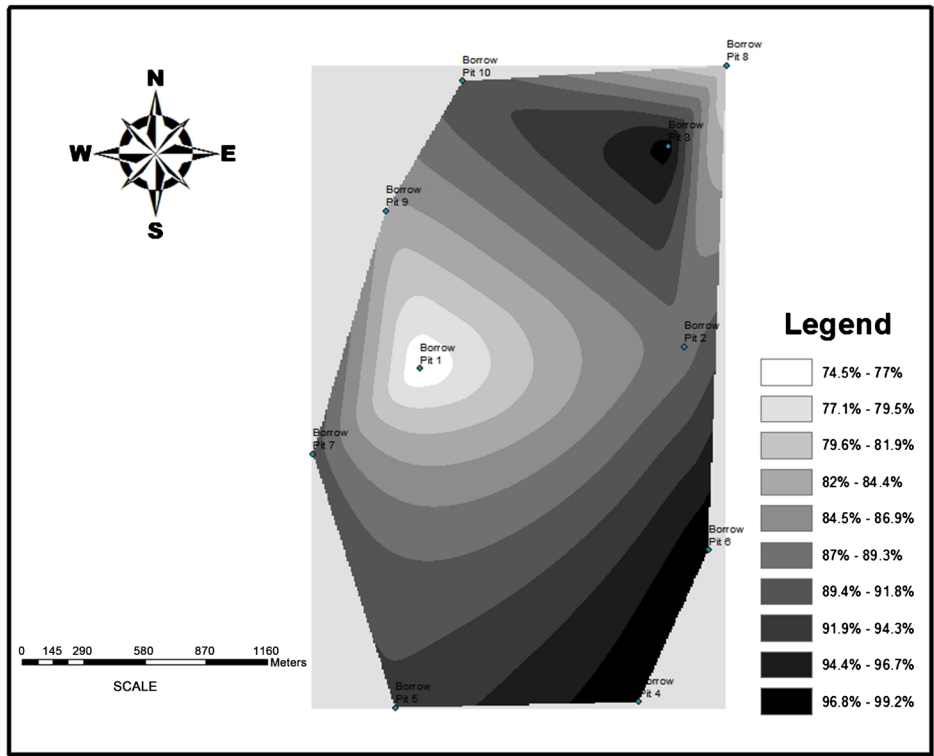 N
W
E
S
Borrow
Pit 8
Borrow
Pit 10
Borrow
Pit 3
Borrow
Pit 9
Borrow
Pit 2
Borrow
Pit 1
Borrow
Pit 7
Borrow
Pit 6
Borrow
Pit 5
orrow
Pit 4
Legend
74.5% - 77%
77.1% - 79.5%
79.6% - 81.9%
82% - 84.4%
84.5% - 86.9%
87% - 89.3%
89.4% - 91.8%
91.9% - 94.3%
94.4% - 96.7%
96.8% - 99.2%
0 145 290 580 870 1160
Meters
SCALE